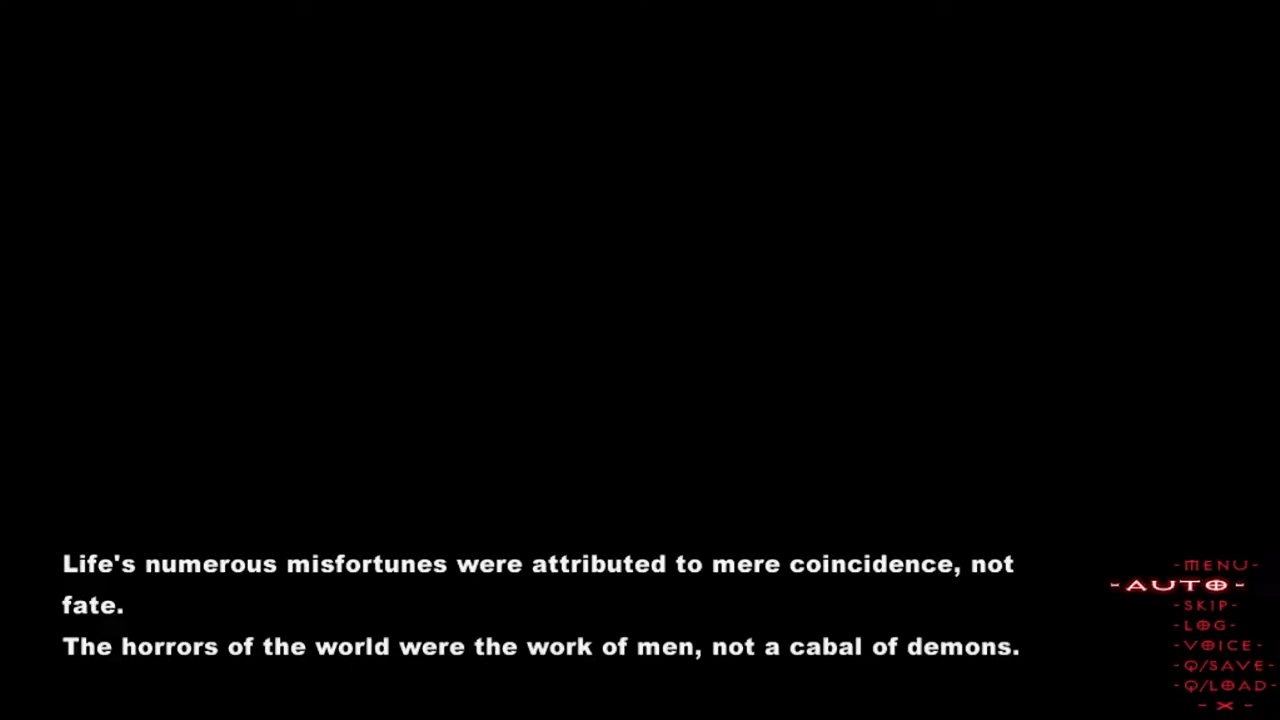 Life's numerous misfortunes were attributed to mere coincidence, not
fate.
The horrors of the world were the work of men, not a cabal of demons.
-MENU-
-AUTO-
-SKIP-
-LOG-
-VOICE-
-Q/SAVE-
-Q/LOAD-
-X-